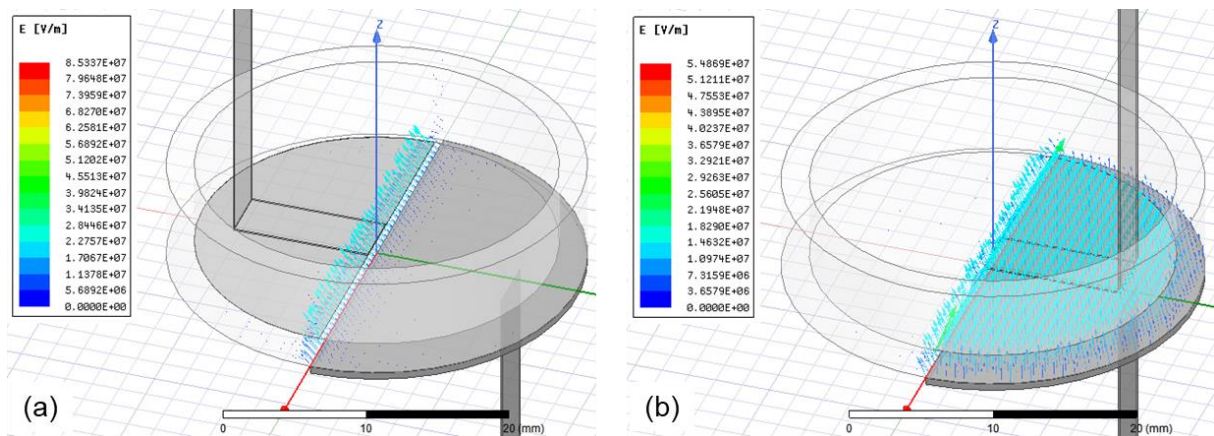 E [V/m]
8.5337E+07
7.9648E+07
7.3959E+07
6.8270E+07
6.2581E+07
5.6892E+07
5.1202E+07
4.5513E+07
3.9824E+07
3.4135E+07
2.8446E+07
2.2757E+07
1.7067E+07
1.1378E+07
5.6892E+06
0.0000E+00
Z
(a)
0 10 20 (mm)
E [V/m]
5.4869E+07
5.1211E+07
4.7553E+07
4.3895E+07
4.0237E+07
3.6579E+07
3.2921E+07
2.9263E+07
2.5605E+07
2.1948E+07
1.8290E+07
1.4632E+07
1.0974E+07
7.3159E+06
3.6579E+06
0.0000E+00
Z
(b)
0 10 20 (mm)